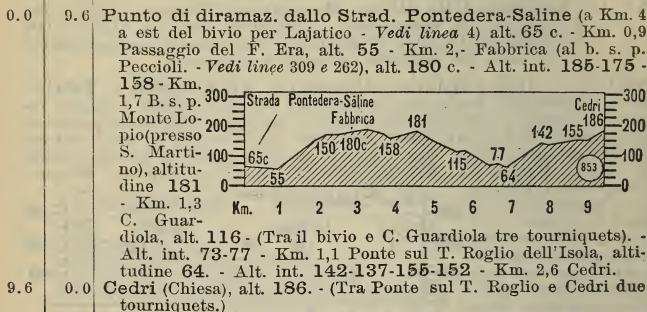 0.0 9.6 Punto di diramaz. dallo Strad. Pontedera-Saline (a Km. 4
a est del bivio per Lajatico - Vedi linea 4) alt. 65 c. - Km. 0,9
Passaggio del F. Era, alt. 55 - Km. 2,- Fabbrica (al b. s. p.
Peccioli. - Vedi linee 309 e 262), alt. 180 c. - Alt. int. 185-175 -
158 - Km.
1,7 B. s. p.
Monte Lo-
pio(presso
S. Marti-
no), altitu-
dine 181
- Km. 1,3
C. Guar-
300 Strada Pontedera-Saline Cedri 300
Fabbrica 181 142 155 186
200 200
150 180c 158 77
100 65c 115 100
55 64 853
0 0
Km. 1 2 3 4 5 6 7 8 9
diola, alt. 116 - (Tra il bivio e C. Guardiola tre tourniquets). -
Alt. int. 73-77 - Km. 1,1 Ponte sul T. Roglio dell'Isola, alti-
tudine 64. - Alt. int. 142-137-155-152 - Km. 2,6 Cedri.
9.6 0.0 Cedri (Chiesa), alt. 186. - (Tra Ponte sul T. Roglio e Cedri due
tourniquets.)